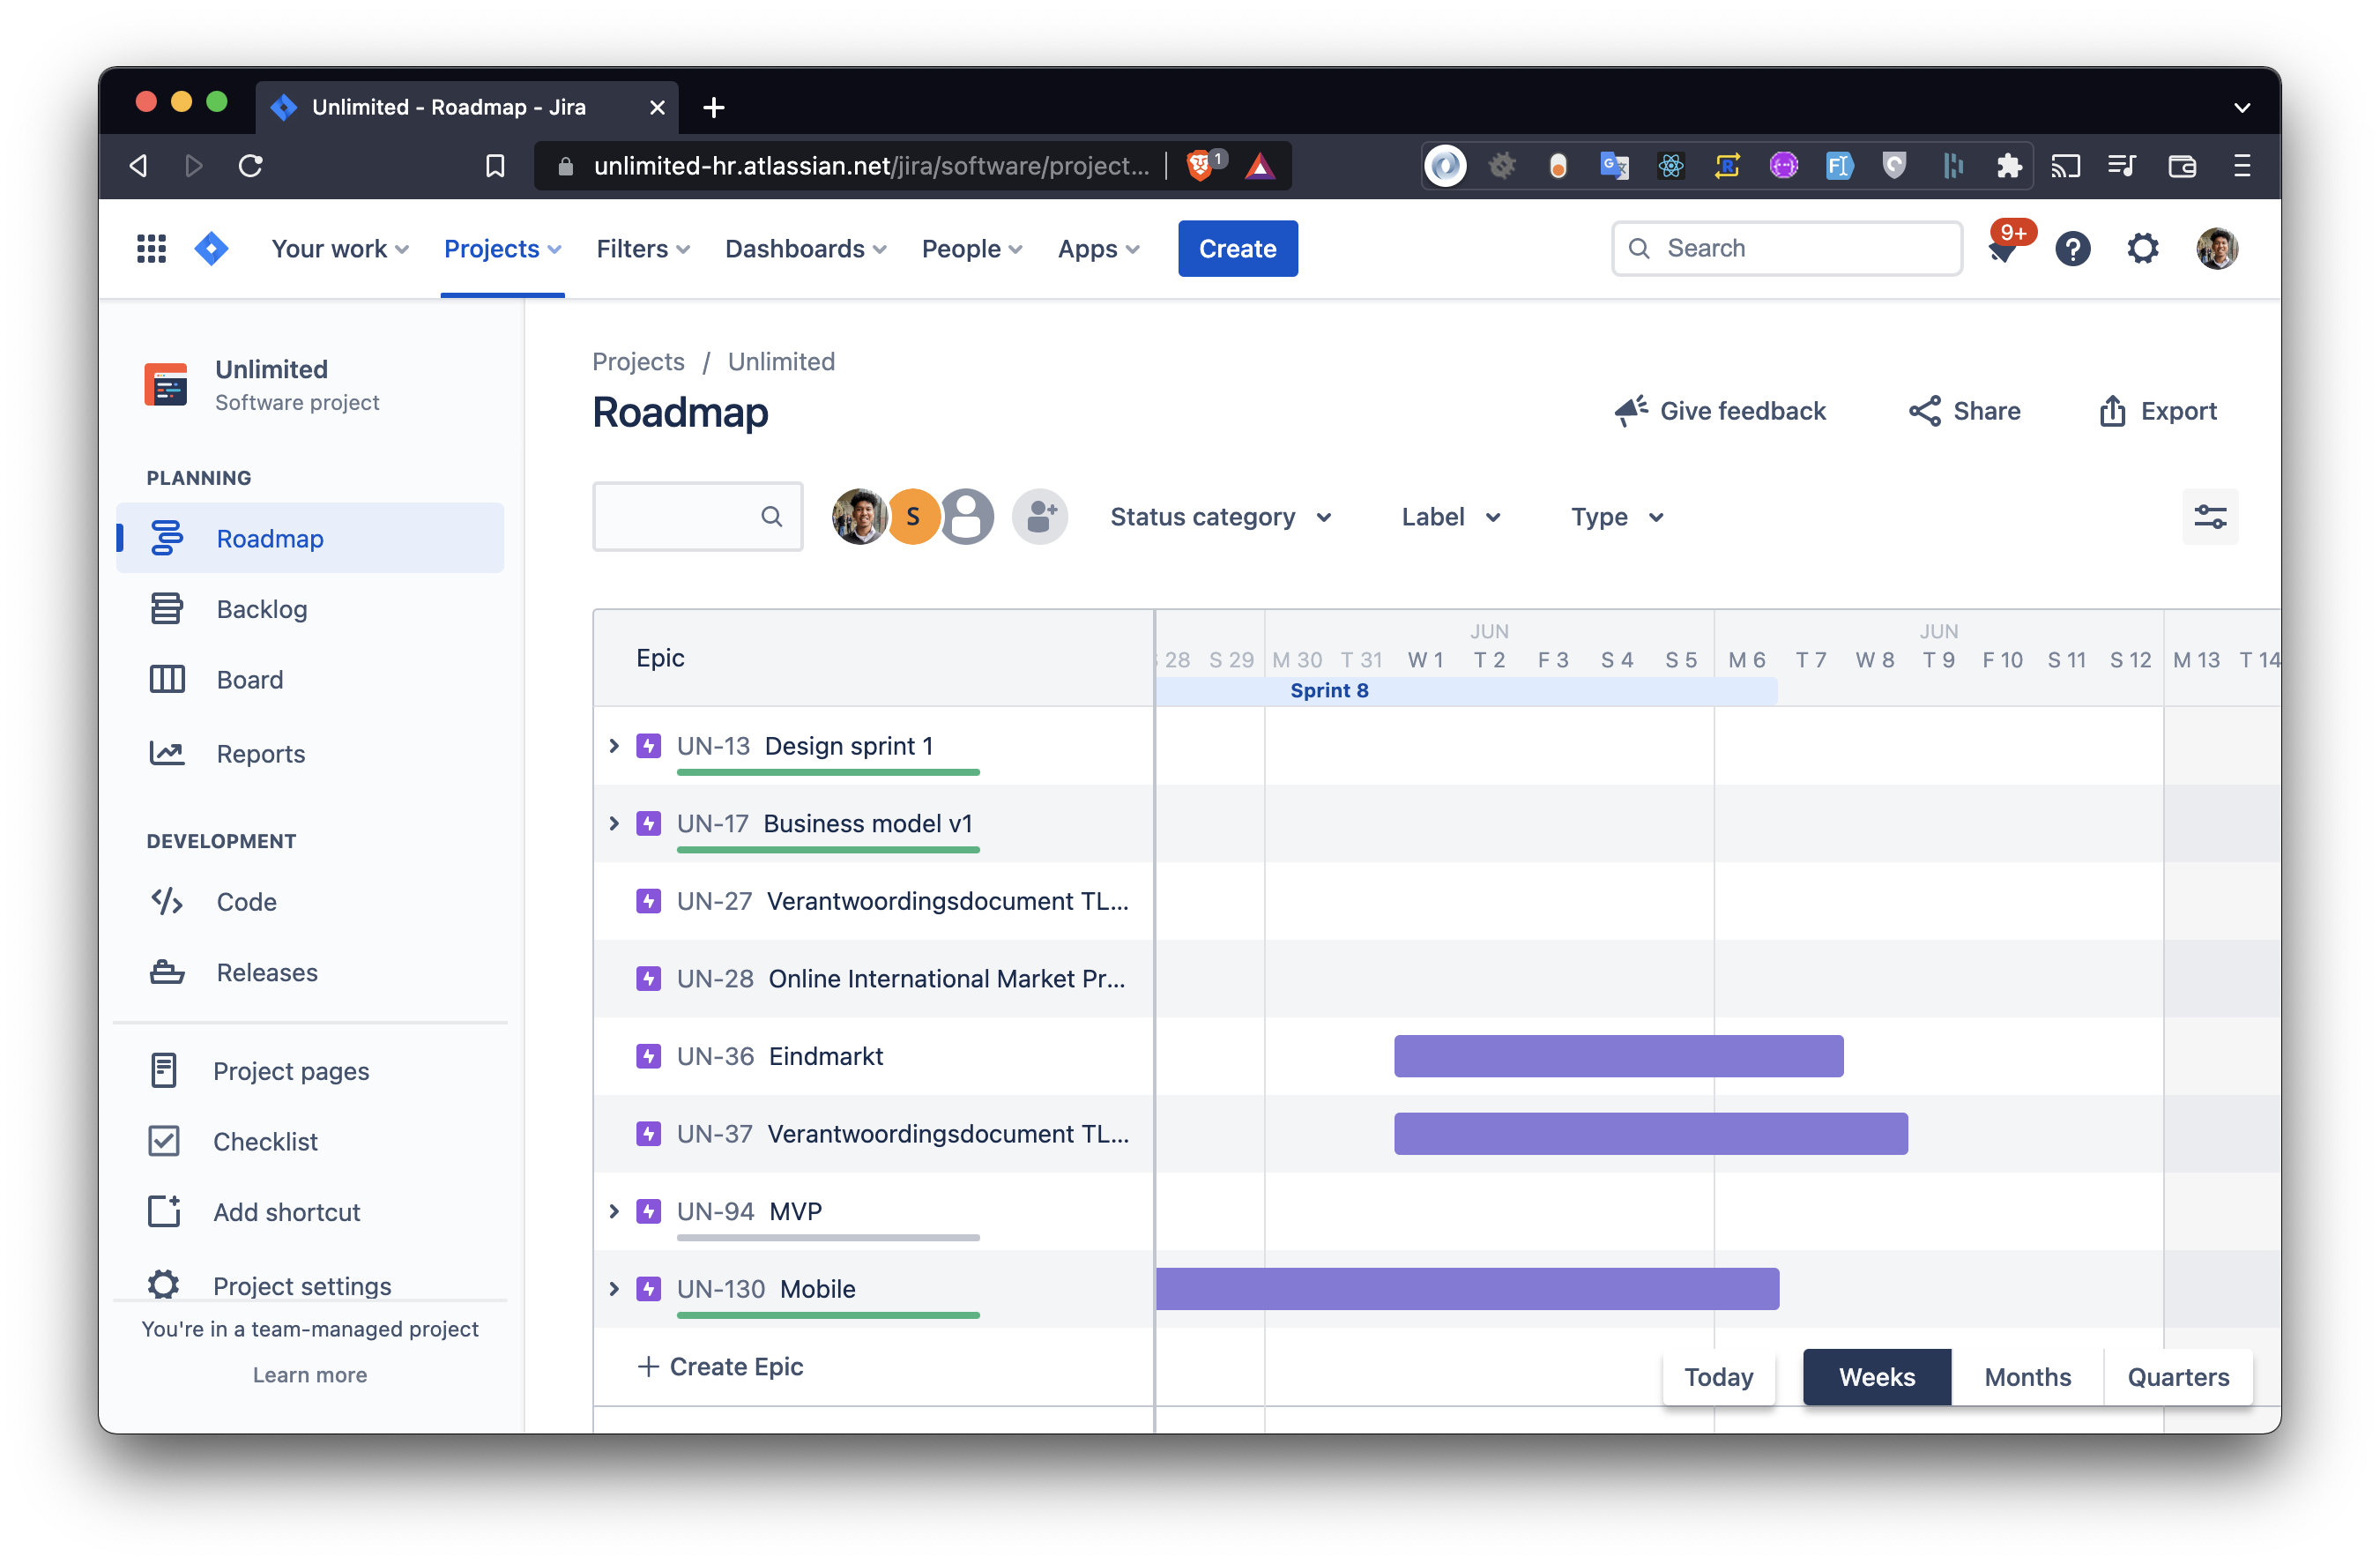 Unlimited - Roadmap - Jira
unlimited-hr.atlassian.net/jira/software/project...
1
Your work
Projects
Filters
Dashboards
People
Apps
Create
Search
9+
Unlimited
Software project
PLANNING
Roadmap
Backlog
Board
Reports
DEVELOPMENT
Code
Releases
Project pages
Checklist
Add shortcut
Project settings
You're in a team-managed project
Learn more
Projects / Unlimited
Roadmap
Give feedback
Share
Export
S
Status category
Label
Type
Epic
JUN JUN
28 S 29 M 30 T 31 W 1 T 2 F 3 S 4 S 5 M 6 T 7 W 8 T 9 F 10 S 11 S 12 M 13 T 14
Sprint 8
UN-13 Design sprint 1
UN-17 Business model v1
UN-27 Verantwoordingsdocument TL...
UN-28 Online International Market Pr...
UN-36 Eindmarkt
UN-37 Verantwoordingsdocument TL...
UN-94 MVP
UN-130 Mobile
+ Create Epic
Today
Weeks
Months
Quarters